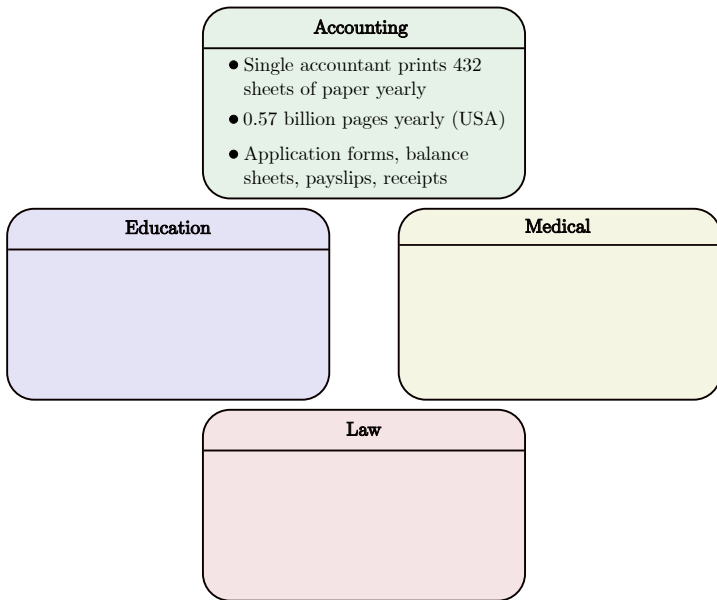 Accounting
● Single accountant prints 432
sheets of paper yearly
● 0.57 billion pages yearly (USA)
● Application forms, balance
sheets, payslips, receipts
Education
Medical
Law